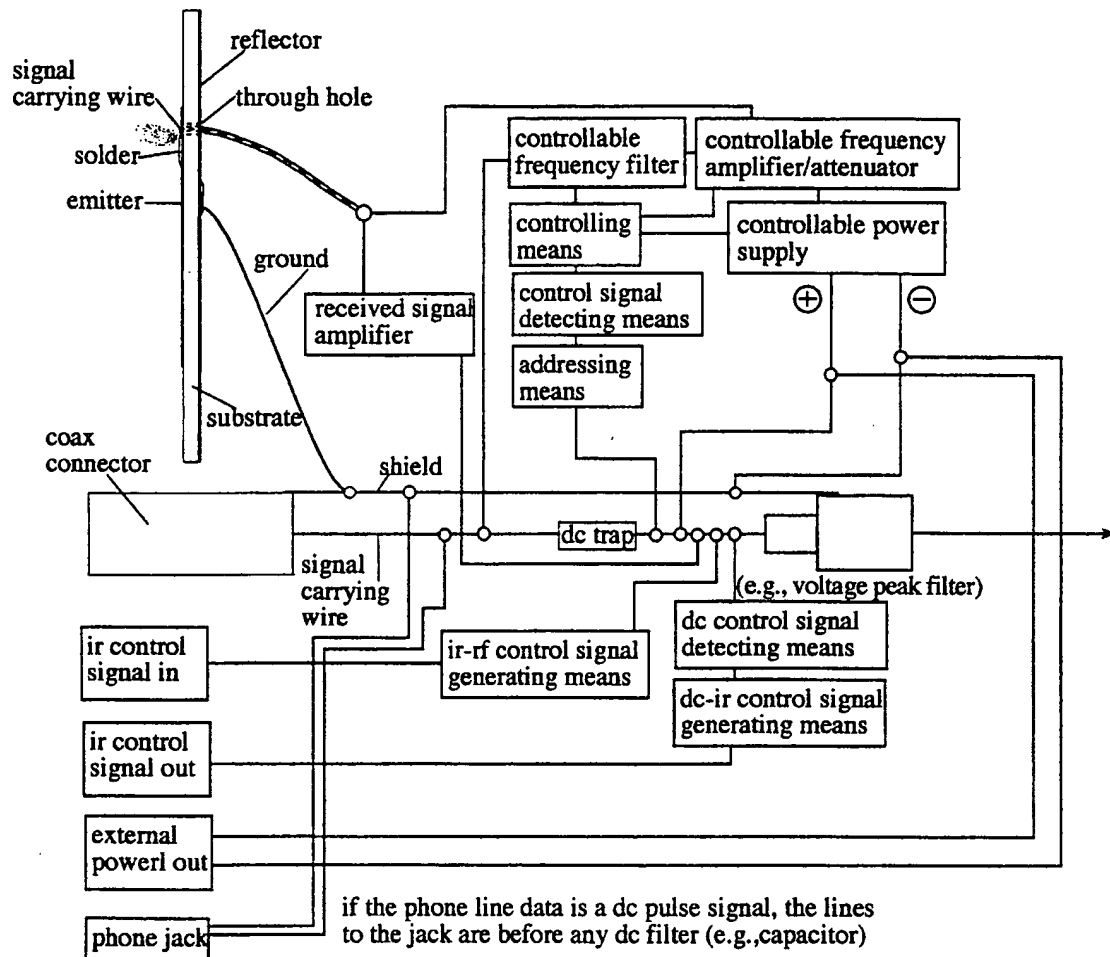 reflector
signal
carrying wire
through hole
solder
emitter
ground
substrate
controllable
frequency filter
controllable frequency
amplifier/attenuator
controlling
means
controllable power
supply
control signal
detecting means
received signal
amplifier
addressing
means
+
−
coax
connector
shield
dc trap
signal
carrying
wire
(e.g., voltage peak filter)
dc control signal
detecting means
ir control
signal in
ir-rf control signal
generating means
dc-ir control signal
generating means
ir control
signal out
external
powerl out
phone jack
if the phone line data is a dc pulse signal, the lines
to the jack are before any dc filter (e.g.,capacitor)